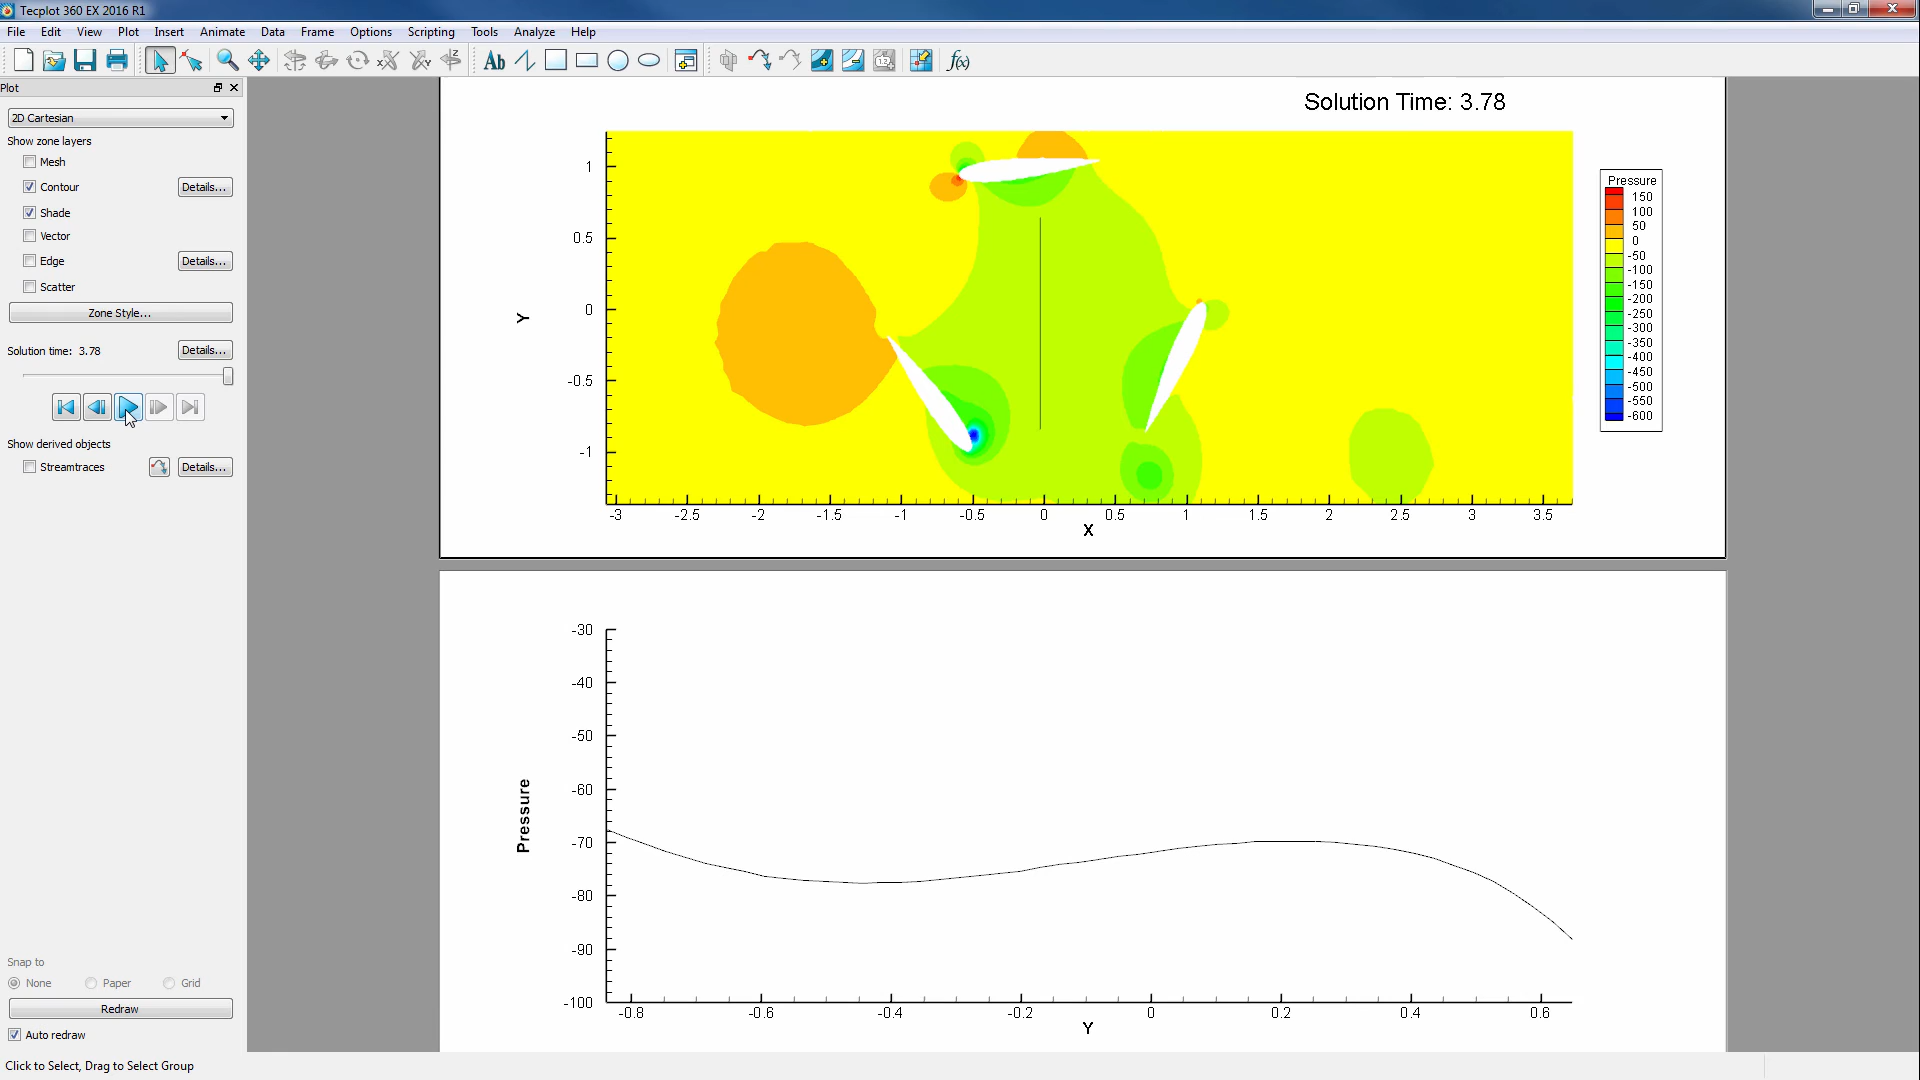 Tecplot 360 EX 2016 R1
File Edit View Plot Insert Animate Data Frame Options Scripting Tools Analyze Help
Ab f(x)
Plot
2D Cartesian
Show zone layers
Mesh
Contour Details...
Shade
Vector
Edge Details...
Scatter
Zone Style...
Solution time: 3.78 Details...
Show derived objects
Streamtraces Details...
Snap to
None Paper Grid
Redraw
Auto redraw
Click to Select, Drag to Select Group
Solution Time: 3.78
1
0.5
0
-0.5
-1
Y
-3 -2.5 -2 -1.5 -1 -0.5 0 0.5 1 1.5 2 2.5 3 3.5
X
Pressure
150
100
50
0
-50
-100
-150
-200
-250
-300
-350
-400
-500
-550
-600
-30
-40
-50
-60
-70
-80
-90
-100
Pressure
-0.8 -0.6 -0.4 -0.2 0 0.2 0.4 0.6
Y